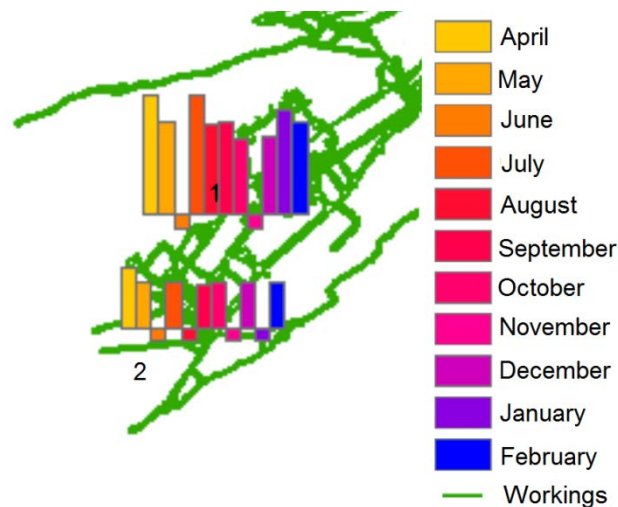 April
May
June
July
1
August
September
October
November
2
December
January
February
Workings